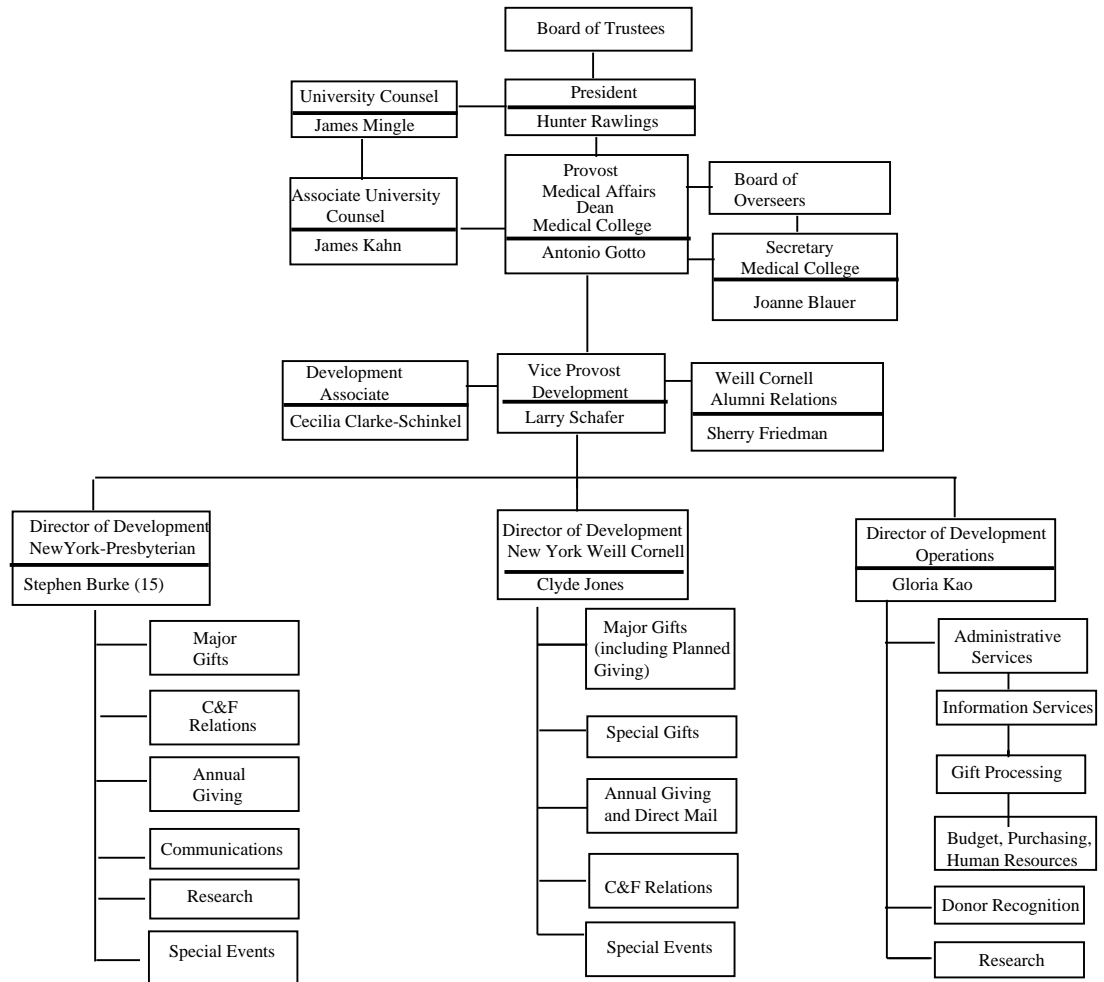 Board of Trustees
University Counsel
James Mingle
President
Hunter Rawlings
Associate University
Counsel
James Kahn
Provost
Medical Affairs
Dean
Medical College
Antonio Gotto
Board of
Overseers
Secretary
Medical College
Joanne Blauer
Development
Associate
Cecilia Clarke-Schinkel
Vice Provost
Development
Larry Schafer
Weill Cornell
Alumni Relations
Sherry Friedman
Director of Development
NewYork-Presbyterian
Stephen Burke (15)
Major
Gifts
C&F
Relations
Annual
Giving
Communications
Research
Special Events
Director of Development
New York Weill Cornell
Clyde Jones
Major Gifts
(including Planned
Giving)
Special Gifts
Annual Giving
and Direct Mail
C&F Relations
Special Events
Director of Development
Operations
Gloria Kao
Administrative
Services
Information Services
Gift Processing
Budget, Purchasing,
Human Resources
Donor Recognition
Research